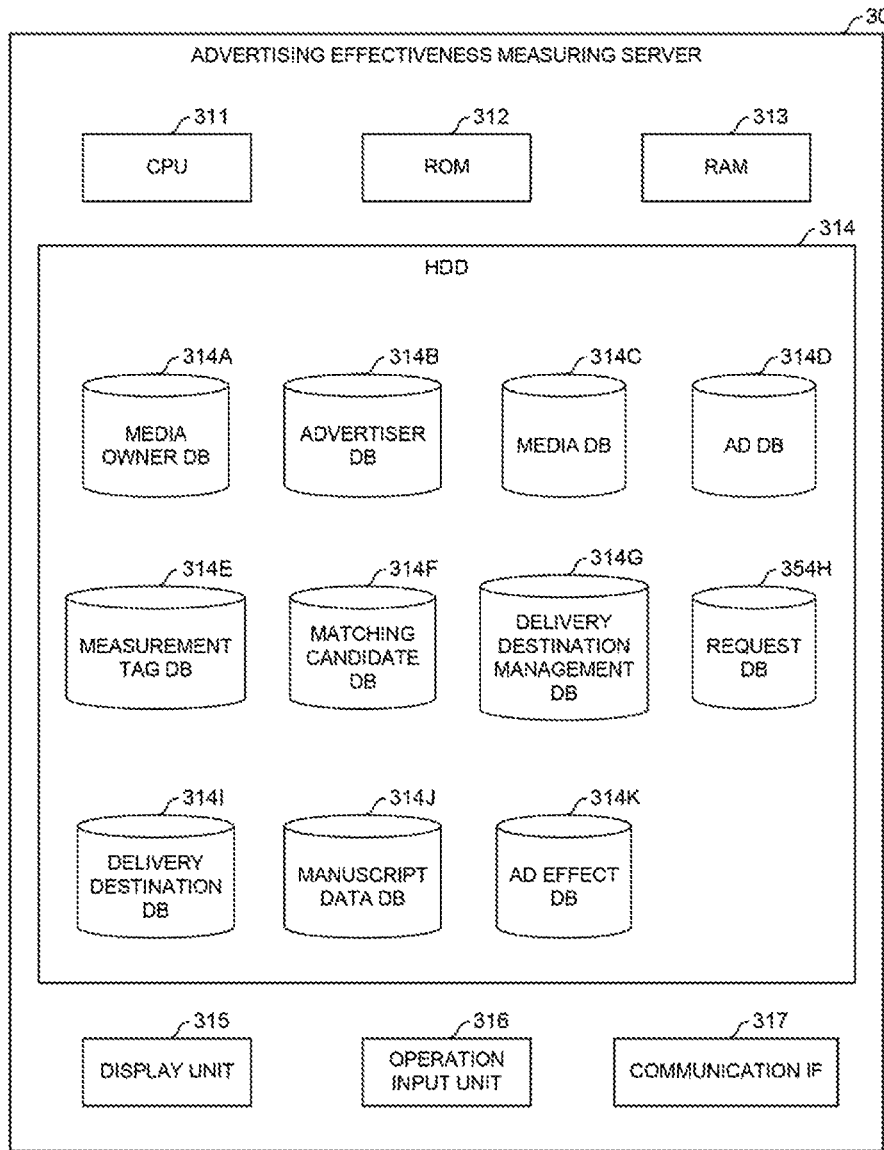 30
ADVERTISING EFFECTIVENESS MEASURING SERVER
311
312
313
CPU
ROM
RAM
314
HDD
314A
314B
314C
314D
MEDIA
OWNER DB
ADVERTISER
DB
MEDIA DB
AD DB
314E
314F
314G
354H
MEASUREMENT
TAG DB
MATCHING
CANDIDATE
DB
DELIVERY
DESTINATION
MANAGEMENT
DB
REQUEST
DB
314I
314J
314K
DELIVERY
DESTINATION
DB
MANUSCRIPT
DATA DB
AD EFFECT
DB
315
316
317
DISPLAY UNIT
OPERATION
INPUT UNIT
COMMUNICATION IF